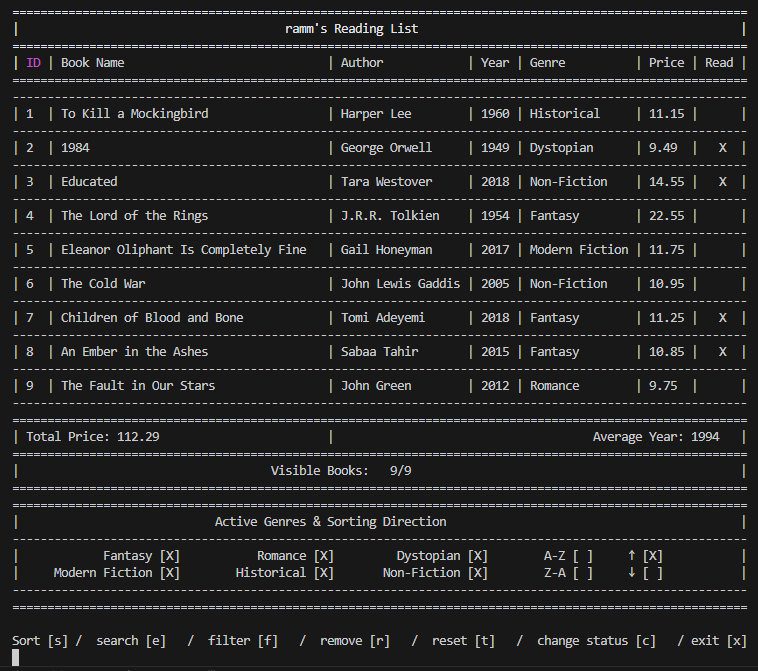 ramm's Reading List
| ID | Book Name | Author | Year | Genre | Price | Read |
| 1 | To Kill a Mockingbird | Harper Lee | 1960 | Historical | 11.15 | |
| 2 | 1984 | George Orwell | 1949 | Dystopian | 9.49 | X |
| 3 | Educated | Tara Westover | 2018 | Non-Fiction | 14.55 | X |
| 4 | The Lord of the Rings | J.R.R. Tolkien | 1954 | Fantasy | 22.55 | |
| 5 | Eleanor Oliphant Is Completely Fine | Gail Honeyman | 2017 | Modern Fiction | 11.75 | |
| 6 | The Cold War | John Lewis Gaddis | 2005 | Non-Fiction | 10.95 | |
| 7 | Children of Blood and Bone | Tomi Adeyemi | 2018 | Fantasy | 11.25 | X |
| 8 | An Ember in the Ashes | Sabaa Tahir | 2015 | Fantasy | 10.85 | X |
| 9 | The Fault in Our Stars | John Green | 2012 | Romance | 9.75 | |
| Total Price: 112.29 | Average Year: 1994 |
| Visible Books: 9/9 |
| Active Genres & Sorting Direction |
| Fantasy [X] Romance [X] Dystopian [X] A-Z [ ] ↑ [X] |
| Modern Fiction [X] Historical [X] Non-Fiction [X] Z-A [ ] ↓ [ ] |
Sort [s] / search [e] / filter [f] / remove [r] / reset [t] / change status [c] / exit [x]